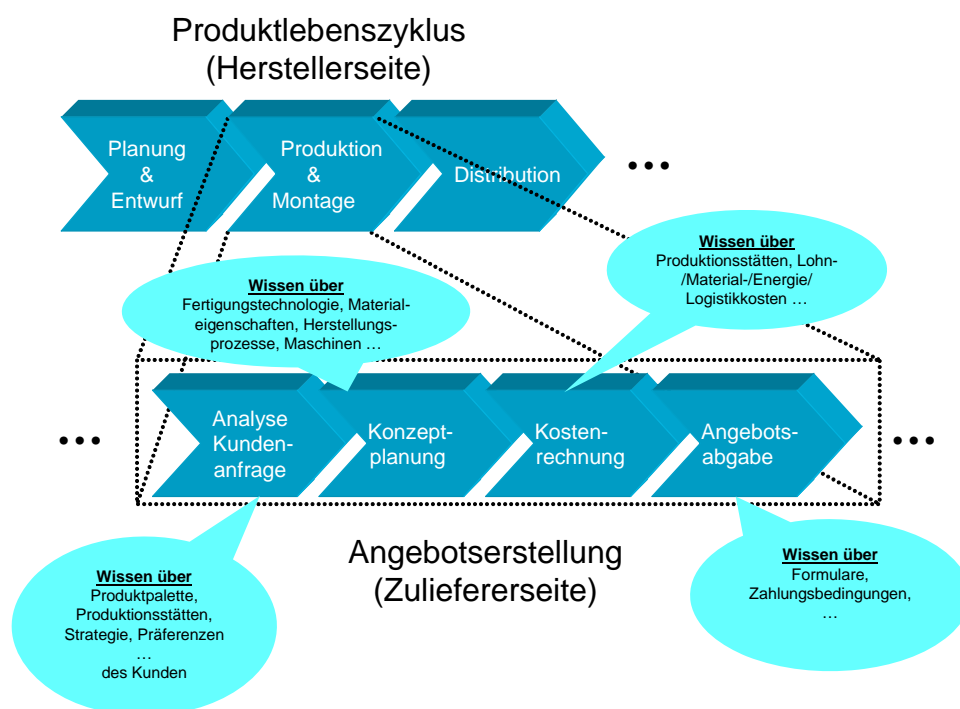 Produktlebenszyklus
(Herstellerseite)
Planung
&
Entwurf
Produktion
&
Montage
Distribution
...
Wissen über
Produktionsstätten, Lohn-
/Material-/Energie/
Logistikkosten …
Wissen über
Fertigungstechnologie, Material-
eigenschaften, Herstellungs-
prozesse, Maschinen …
...
Analyse
Kunden-
anfrage
Konzept-
planung
Kosten-
rechnung
Angebots-
abgabe
...
Angebotserstellung
(Zuliefererseite)
Wissen über
Produktpalette,
Produktionsstätten,
Strategie, Präferenzen
…
des Kunden
Wissen über
Formulare,
Zahlungsbedingungen,
…